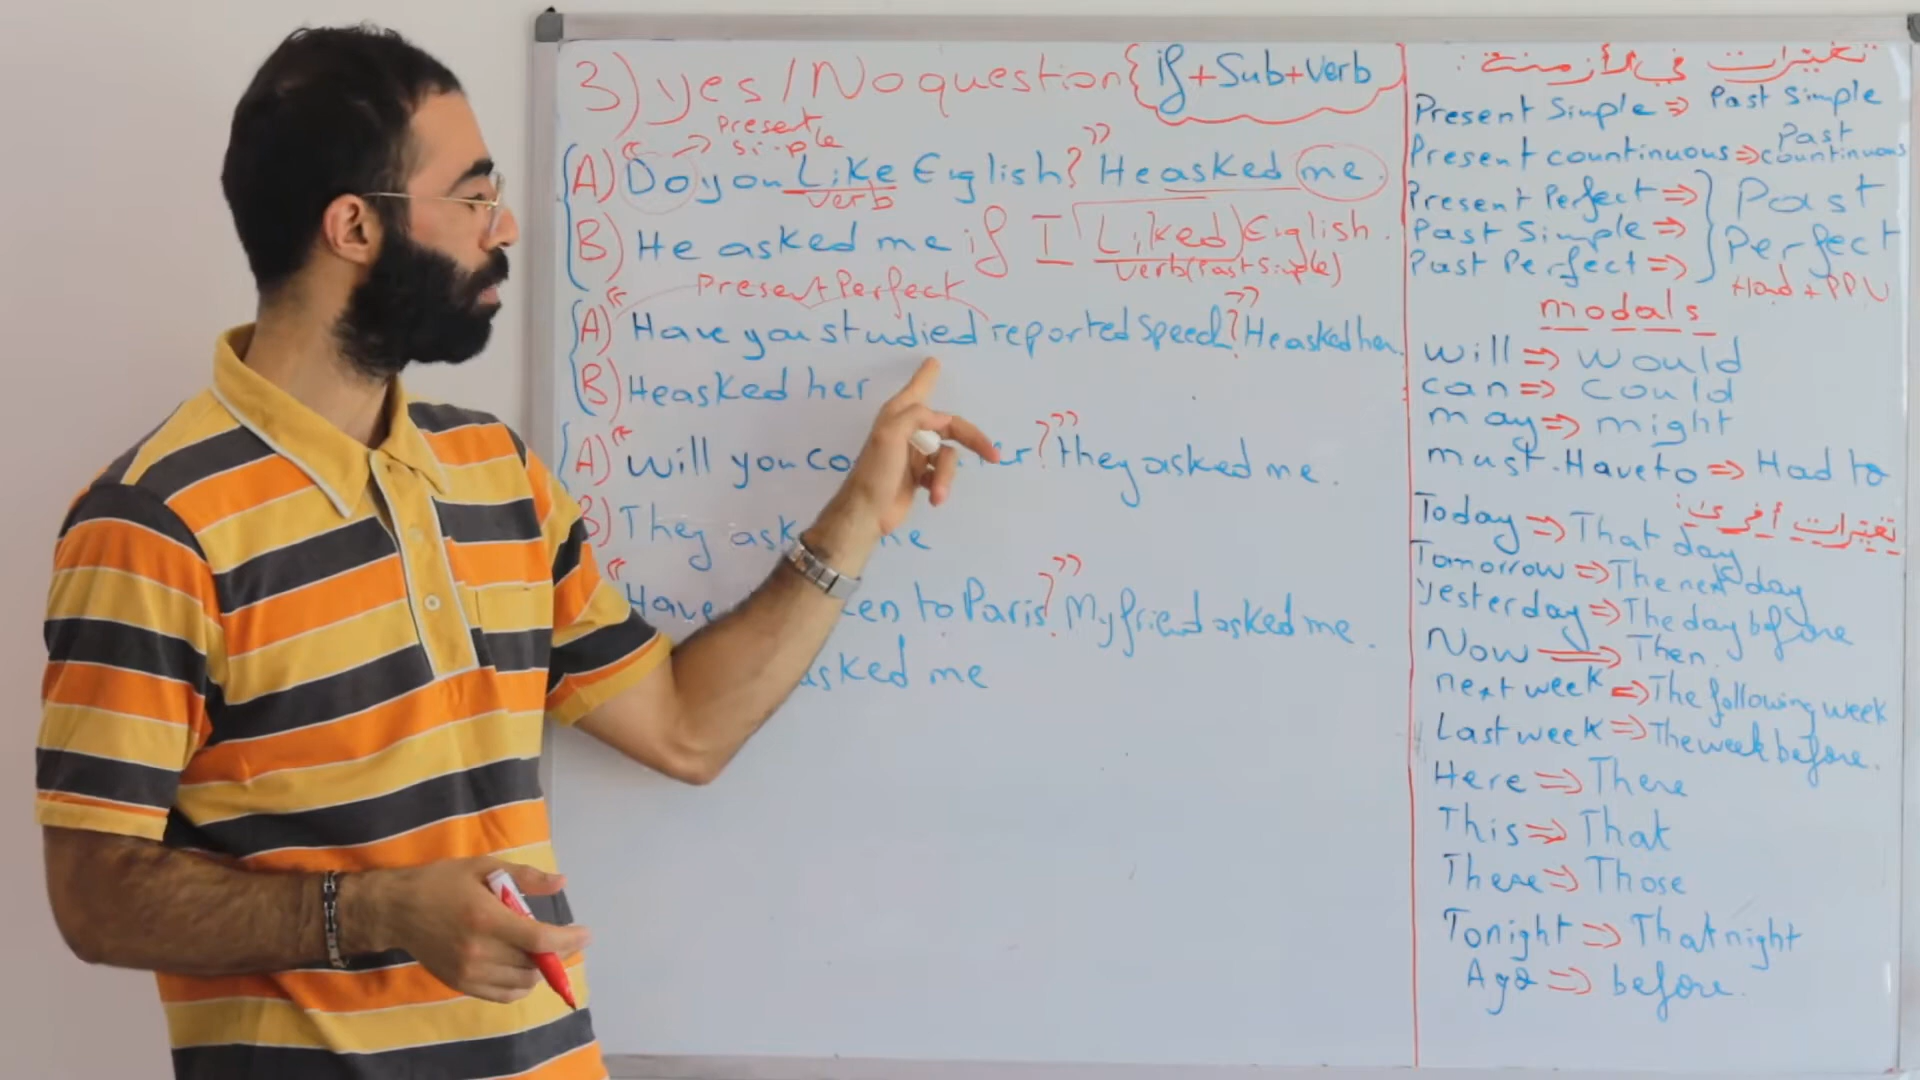 3) yes/No question { if + Sub + Verb
Present Simple
A) "Do you Like English?" He asked me.
verb
B) He asked me if I Liked English.
verb (Past Simple)
Present Perfect
A) "Have you studied reported speech?" He asked her.
B) He asked her
A) "Will you co er?" They asked me.
B) They ask me
"Have en to Paris?" My friend asked me.
asked me
تغيرات في الأزمنة :
Present Simple => Past Simple
Present countinuous => Past countinuous
Present Perfect =>
Past Simple =>
Past Perfect =>
} Past Perfect
Had + PPV
modals
will => would
can => could
may => might
must. Have to => Had to
تغيرات أخرى :
Today => That day
Tomorrow => The next day
Yesterday => The day before
Now => Then.
next week => The following week
Last week => The week before.
Here => There
This => That
These => Those
Tonight => That night
Ago => before.